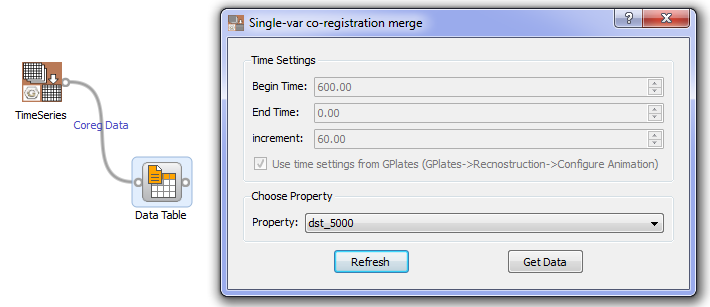 TimeSeries
Coreg Data
Data Table
Single-var co-registration merge
Time Settings
Begin Time: 600.00
End Time: 0.00
increment: 60.00
Use time settings from GPlates (GPlates->Recnostruction->Configure Animation)
Choose Property
Property: dst_5000
Refresh Get Data